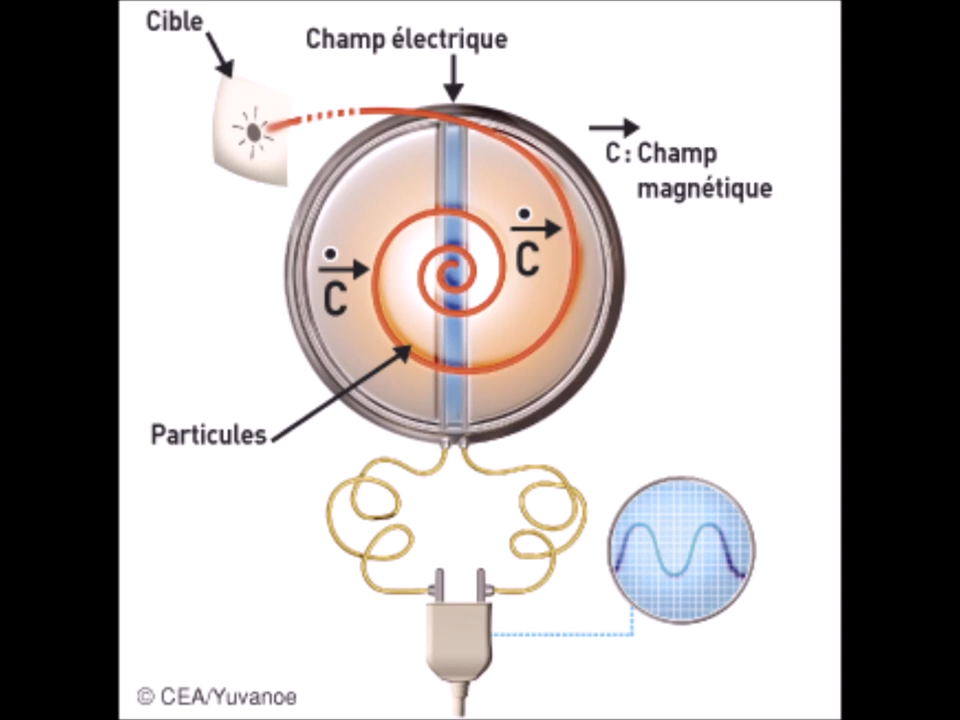 Cible
Champ électrique
C : Champ
magnétique
C
C
Particules
© CEA/Yuvanoe